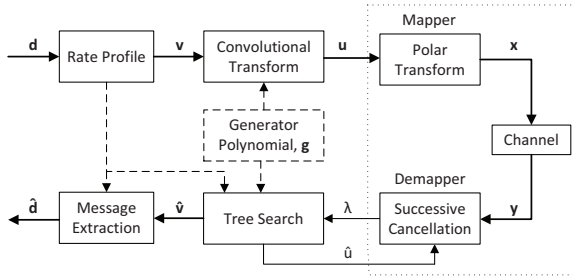 Mapper
d
Rate Profile
v
Convolutional
Transform
u
Polar
Transform
x
Generator
Polynomial, g
Channel
Demapper
d̂
Message
Extraction
v̂
Tree Search
λ
û
Successive
Cancellation
y